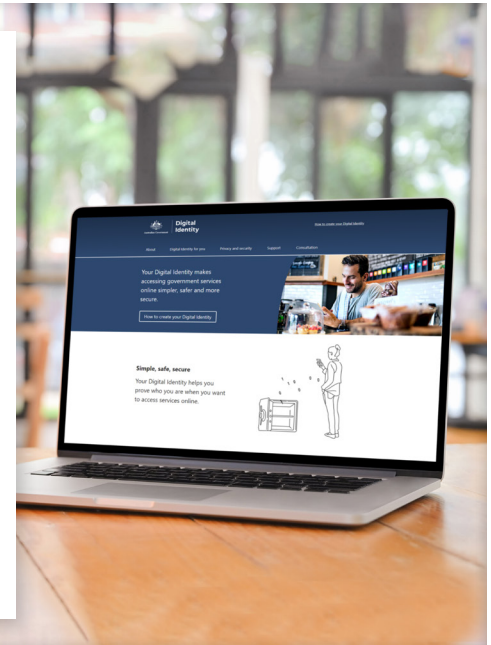 Australian Government
Digital
Identity
How to create your Digital Identity
About Digital Identity for you Privacy and security Support Consultation
Your Digital Identity makes
accessing government services
online simpler, safer and more
secure.
How to create your Digital Identity
Simple, safe, secure
Your Digital Identity helps you
prove who you are when you want
to access services online.